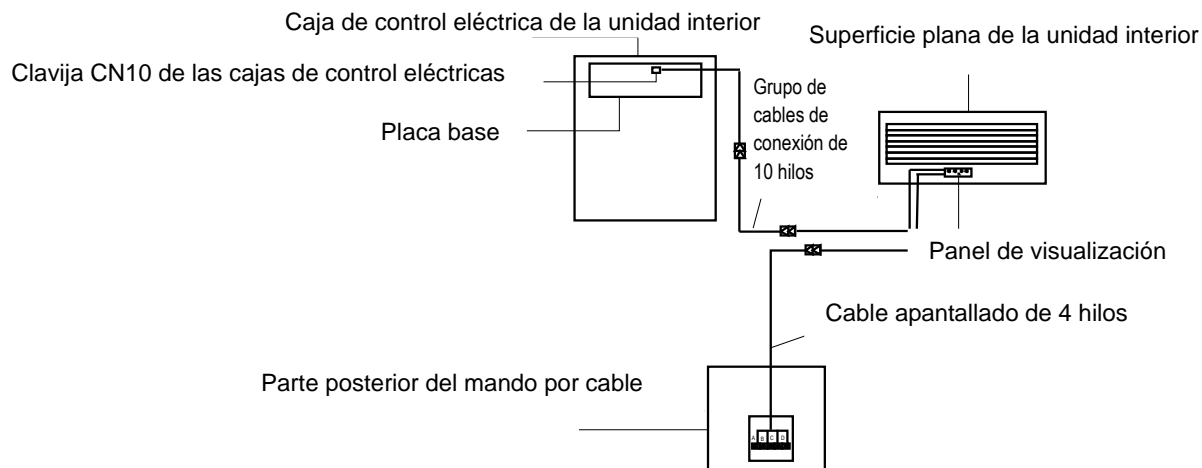 Caja de control eléctrica de la unidad interior
Superficie plana de la unidad interior
Clavija CN10 de las cajas de control eléctricas
Placa base
Grupo de
cables de
conexión de
10 hilos
Panel de visualización
Cable apantallado de 4 hilos
Parte posterior del mando por cable
A B C D